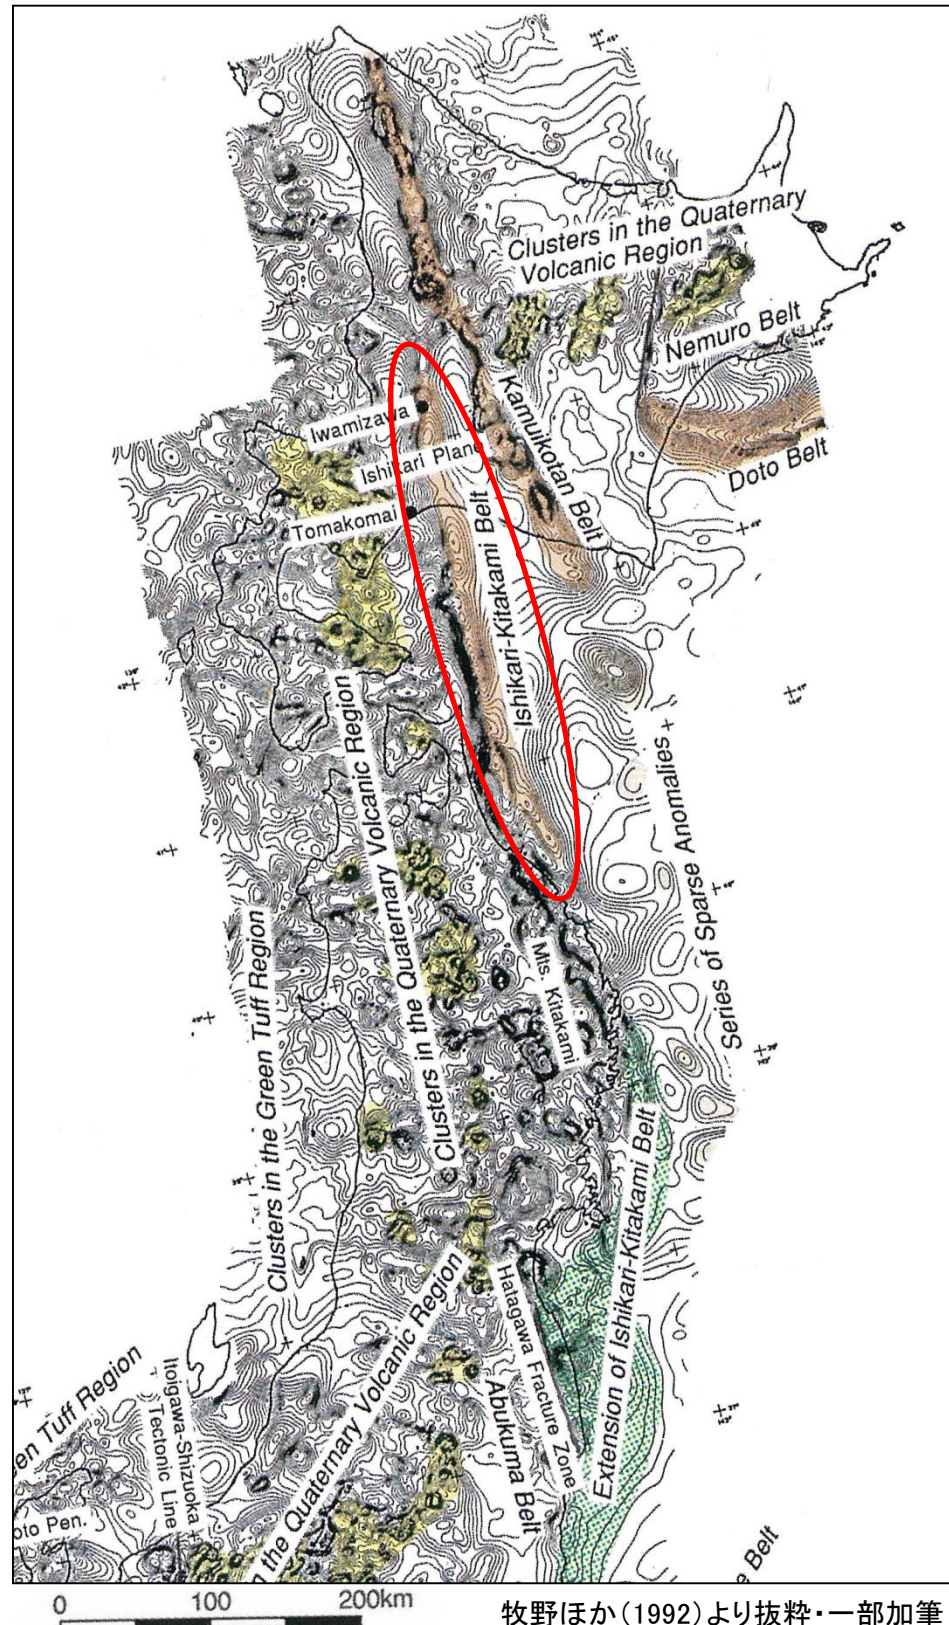 Clusters in the Quaternary
Volcanic Region
Nemuro Belt
Doto Belt
Kamuikotan Belt
Iwamizawa
Ishikari Plane
Tomakomai
Ishikari-Kitakami Belt
Clusters in the Quaternary Volcanic Region
Series of Sparse Anomalies
Clusters in the Green Tuff Region
Mts. Kitakami
Extension of Ishikari-Kitakami Belt
Hatagawa Fracture Zone
Abukuma Belt
n the Quaternary Volcanic Region
Itoigawa-Shizuoka
Tectonic Line
en Tuff Region
oto Pen.
e Belt
0 100 200km
牧野ほか(1992)より抜粋・一部加筆